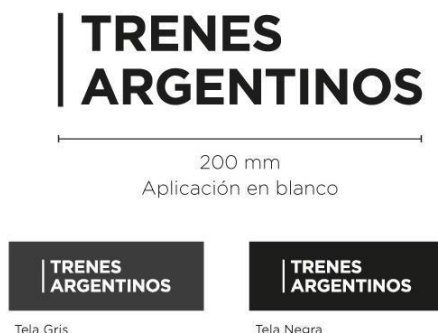 TRENES
ARGENTINOS
200 mm
Aplicación en blanco
TRENES
ARGENTINOS
TRENES
ARGENTINOS
Tela Gris
Tela Negra